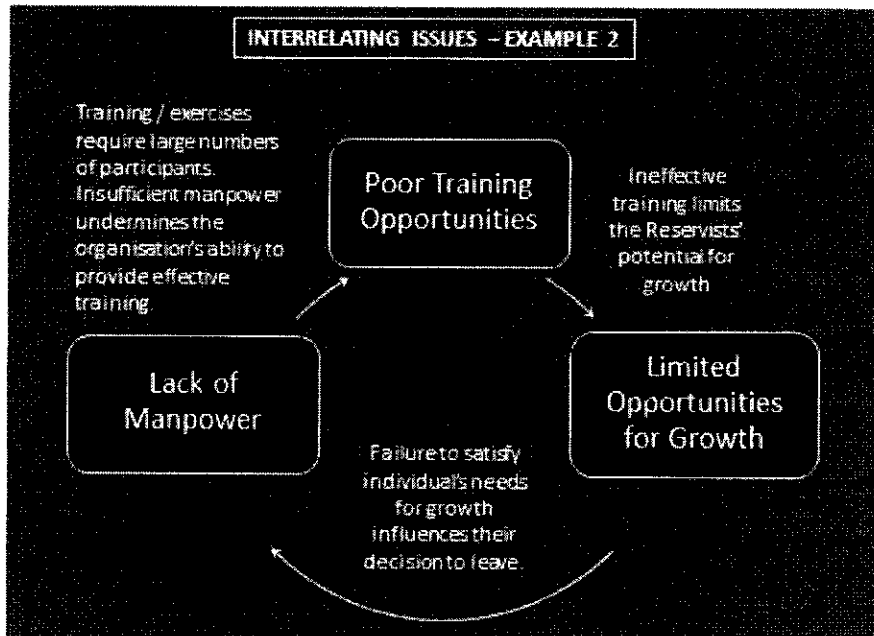 INTERRELATING ISSUES – EXAMPLE 2
Training / exercises
require large numbers
of participants.
Insufficient manpower
undermines the
organisation's ability to
provide effective
training.
Poor Training
Opportunities
Ineffective
training limits
the Reservists'
potential for
growth
Lack of
Manpower
Limited
Opportunities
for Growth
Failure to satisfy
individual's needs
for growth
influences their
decision to leave.